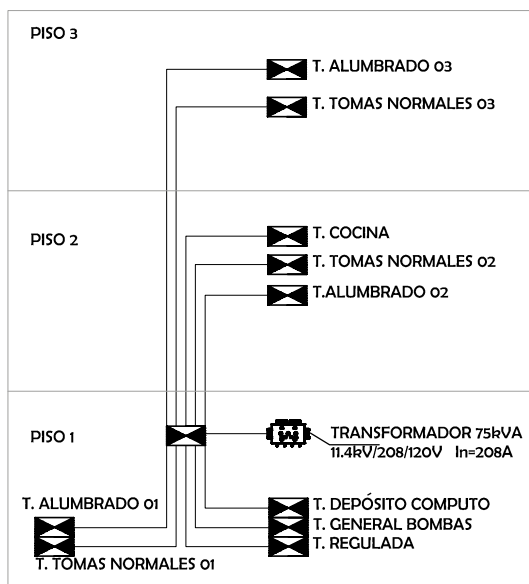 PISO 3
T. ALUMBRADO 03
T. TOMAS NORMALES 03
PISO 2
T. COCINA
T. TOMAS NORMALES 02
T.ALUMBRADO 02
PISO 1
TRANSFORMADOR 75kVA
11.4kV/208/120V In=208A
T. ALUMBRADO 01
T. TOMAS NORMALES 01
T. DEPÓSITO COMPUTO
T. GENERAL BOMBAS
T. REGULADA